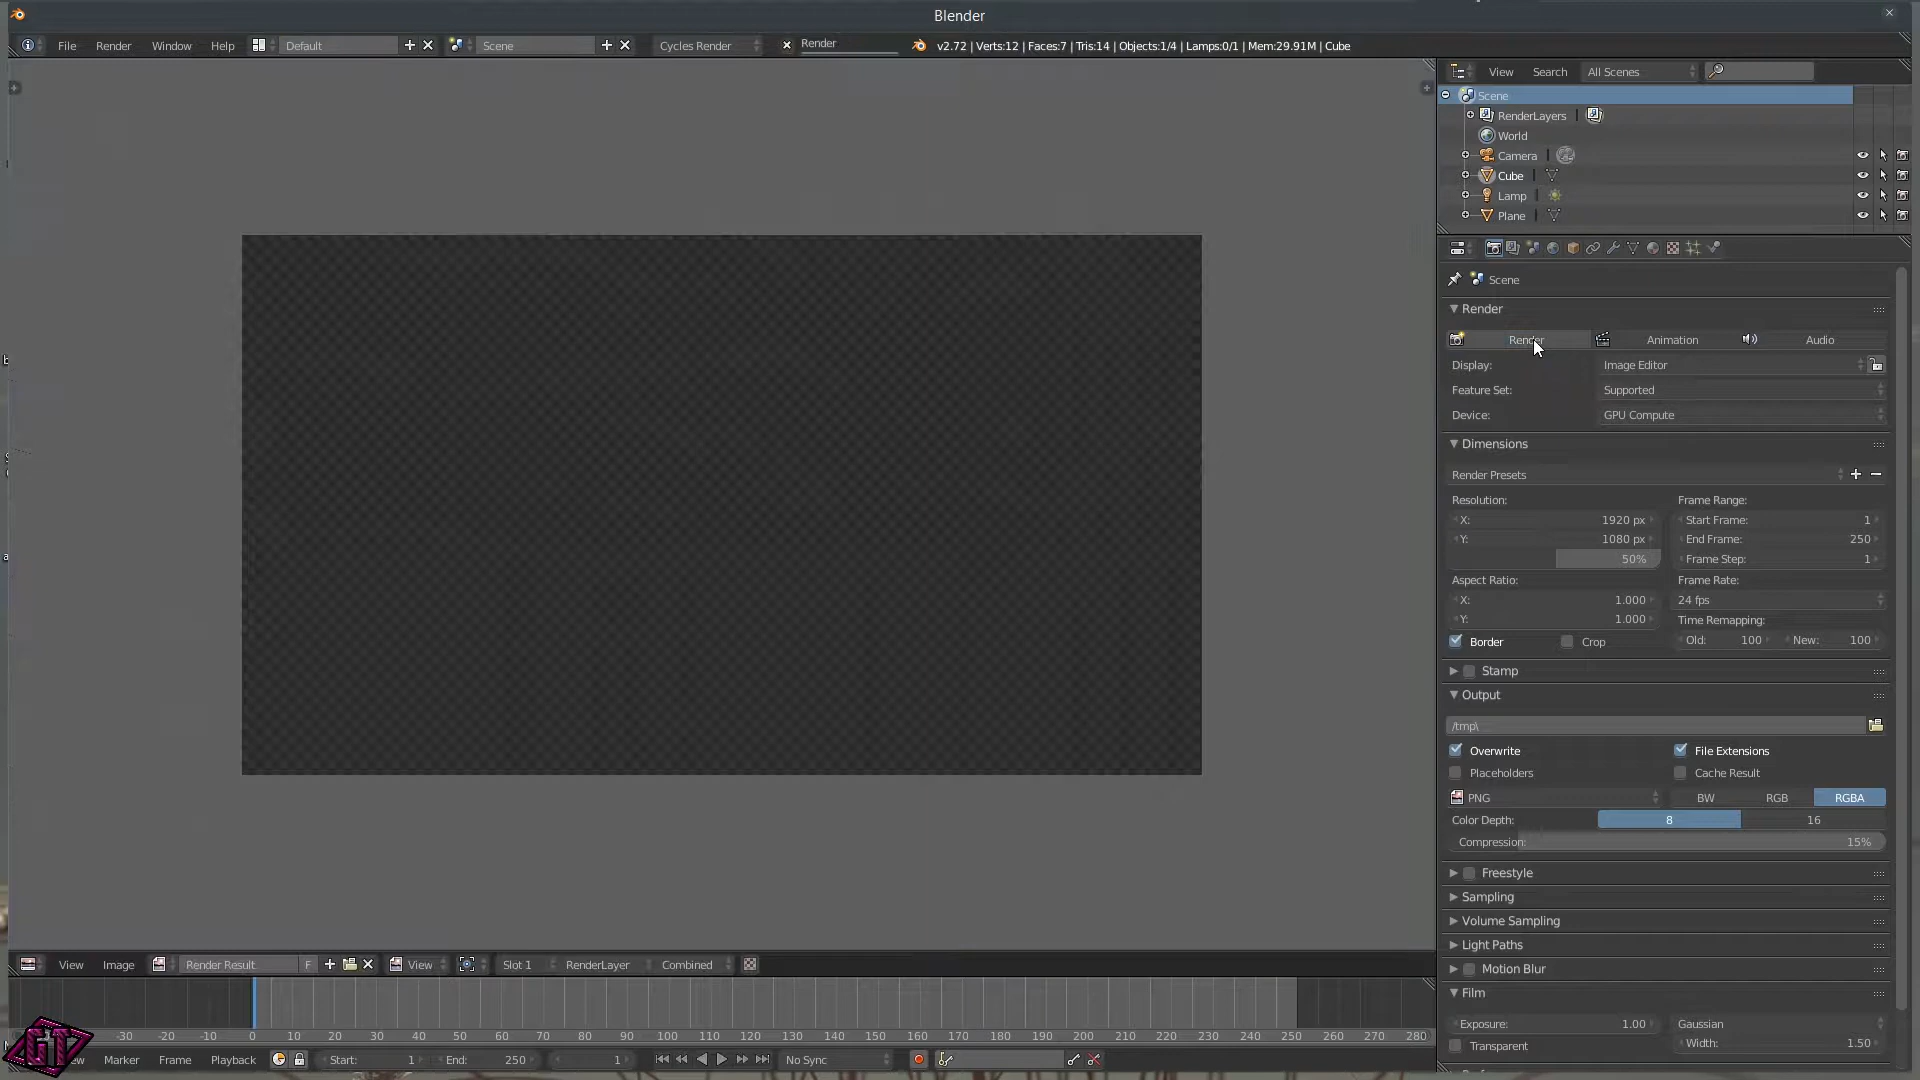 Blender
File Render Window Help Default Scene Cycles Render Render v2.72 | Verts:12 | Faces:7 | Tris:14 | Objects:1/4 | Lamps:0/1 | Mem:29.91M | Cube
View Search All Scenes
Scene
RenderLayers
World
Camera
Cube
Lamp
Plane
Scene
Render
Render Animation Audio
Display: Image Editor
Feature Set: Supported
Device: GPU Compute
Dimensions
Render Presets
Resolution: Frame Range:
X: 1920 px Start Frame: 1
Y: 1080 px End Frame: 250
50% Frame Step: 1
Aspect Ratio: Frame Rate:
X: 1.000 24 fps
Y: 1.000 Time Remapping:
Border Crop Old: 100 New: 100
Stamp
Output
/tmp\
Overwrite File Extensions
Placeholders Cache Result
PNG BW RGB RGBA
Color Depth: 8 16
Compression: 15%
Freestyle
Sampling
Volume Sampling
Light Paths
Motion Blur
Film
Exposure: 1.00 Gaussian
Transparent Width: 1.50
View Image Render Result F View Slot 1 RenderLayer Combined
-30 -20 -10 0 10 20 30 40 50 60 70 80 90 100 110 120 130 140 150 160 170 180 190 200 210 220 230 240 250 260 270 280
GT
Marker Frame Playback Start: 1 End: 250 1 No Sync